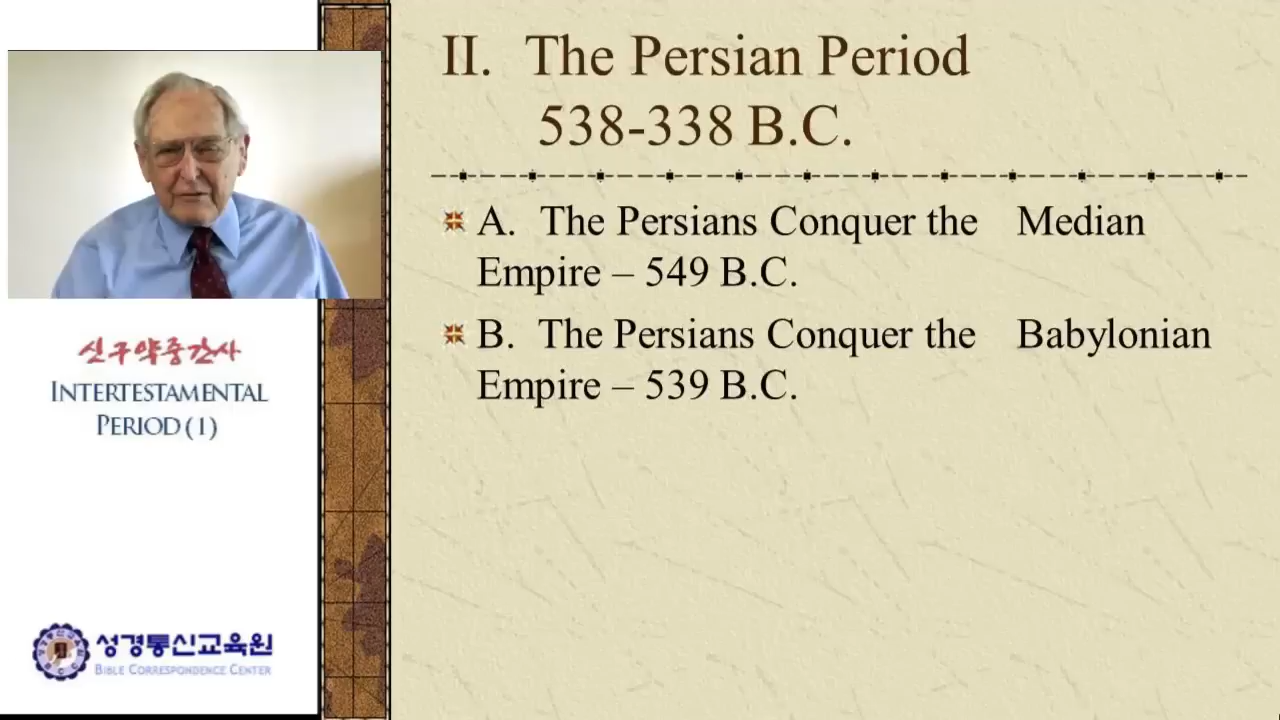 II. The Persian Period
538-338 B.C.
A. The Persians Conquer the Median
Empire – 549 B.C.
B. The Persians Conquer the Babylonian
Empire – 539 B.C.
신구약중간사
INTERTESTAMENTAL
PERIOD (1)
성경통신교육원
BIBLE CORRESPONDENCE CENTER